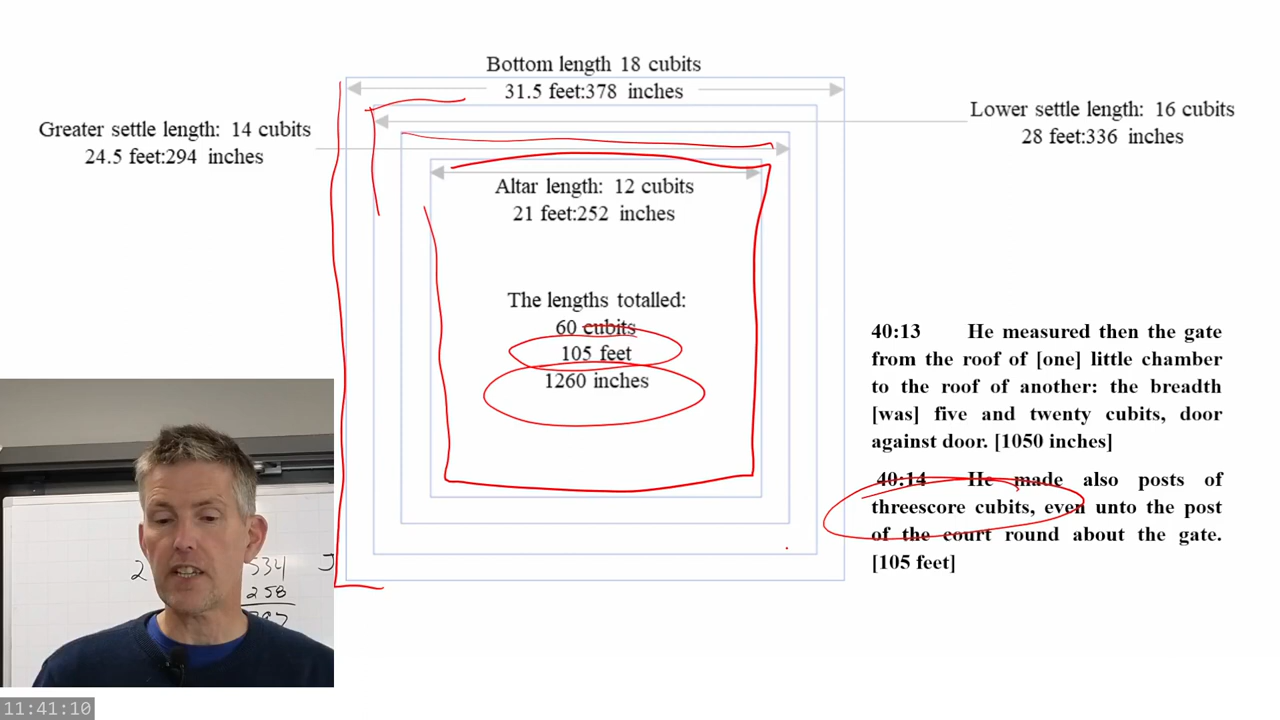 Bottom length 18 cubits
31.5 feet:378 inches
Lower settle length: 16 cubits
28 feet:336 inches
Greater settle length: 14 cubits
24.5 feet:294 inches
Altar length: 12 cubits
21 feet:252 inches
The lengths totalled:
60 cubits
105 feet
1260 inches
40:13 He measured then the gate
from the roof of [one] little chamber
to the roof of another: the breadth
[was] five and twenty cubits, door
against door. [1050 inches]
40:14 He made also posts of
threescore cubits, even unto the post
of the court round about the gate.
[105 feet]
2
534
258
11:41:10